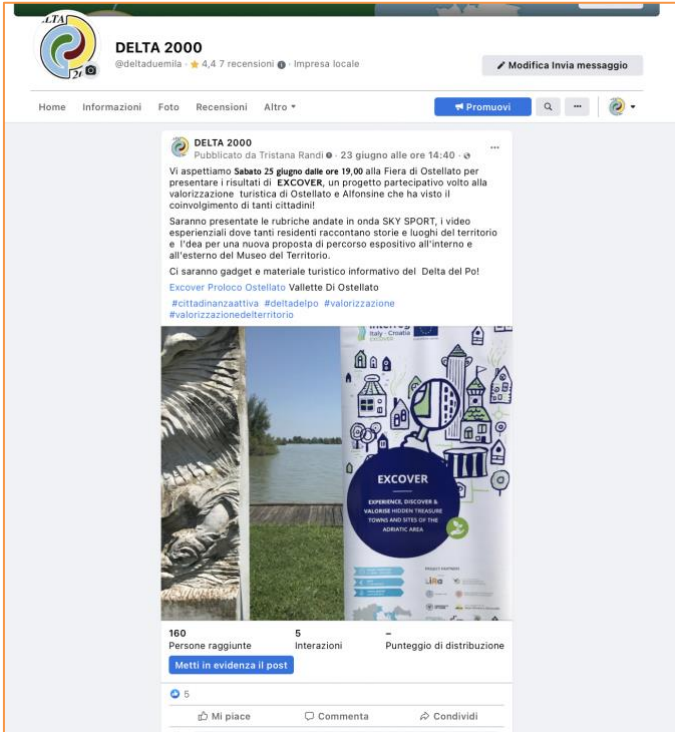 DELTA 2000
@deltaduemila · 4,4 7 recensioni · Impresa locale
Modifica Invia messaggio
Home Informazioni Foto Recensioni Altro
Promuovi
DELTA 2000
Pubblicato da Tristana Randi · 23 giugno alle ore 14:40 ·
Vi aspettiamo Sabato 25 giugno dalle ore 19,00 alla Fiera di Ostellato per
presentare i risultati di EXCOVER, un progetto partecipativo volto alla
valorizzazione turistica di Ostellato e Alfonsine che ha visto il
coinvolgimento di tanti cittadini!
Saranno presentate le rubriche andate in onda SKY SPORT, i video
esperienziali dove tanti residenti raccontano storie e luoghi del territorio
e l'dea per una nuova proposta di percorso espositivo all'interno e
all'esterno del Museo del Territorio.
Ci saranno gadget e materiale turistico informativo del Delta del Po!
Excover Proloco Ostellato Vallette Di Ostellato
#cittadinanzaattiva #deltadelpo #valorizzazione
#valorizzazionedelterritorio
Italy - Croatia
EXCOVER
EXCOVER
EXPERIENCE, DISCOVER &
VALORISE HIDDEN TREASURE
TOWNS AND SITES OF THE
ADRIATIC AREA
PROJECT PARTNERS
160
Persone raggiunte
5
Interazioni
–
Punteggio di distribuzione
Metti in evidenza il post
5
Mi piace Commenta Condividi